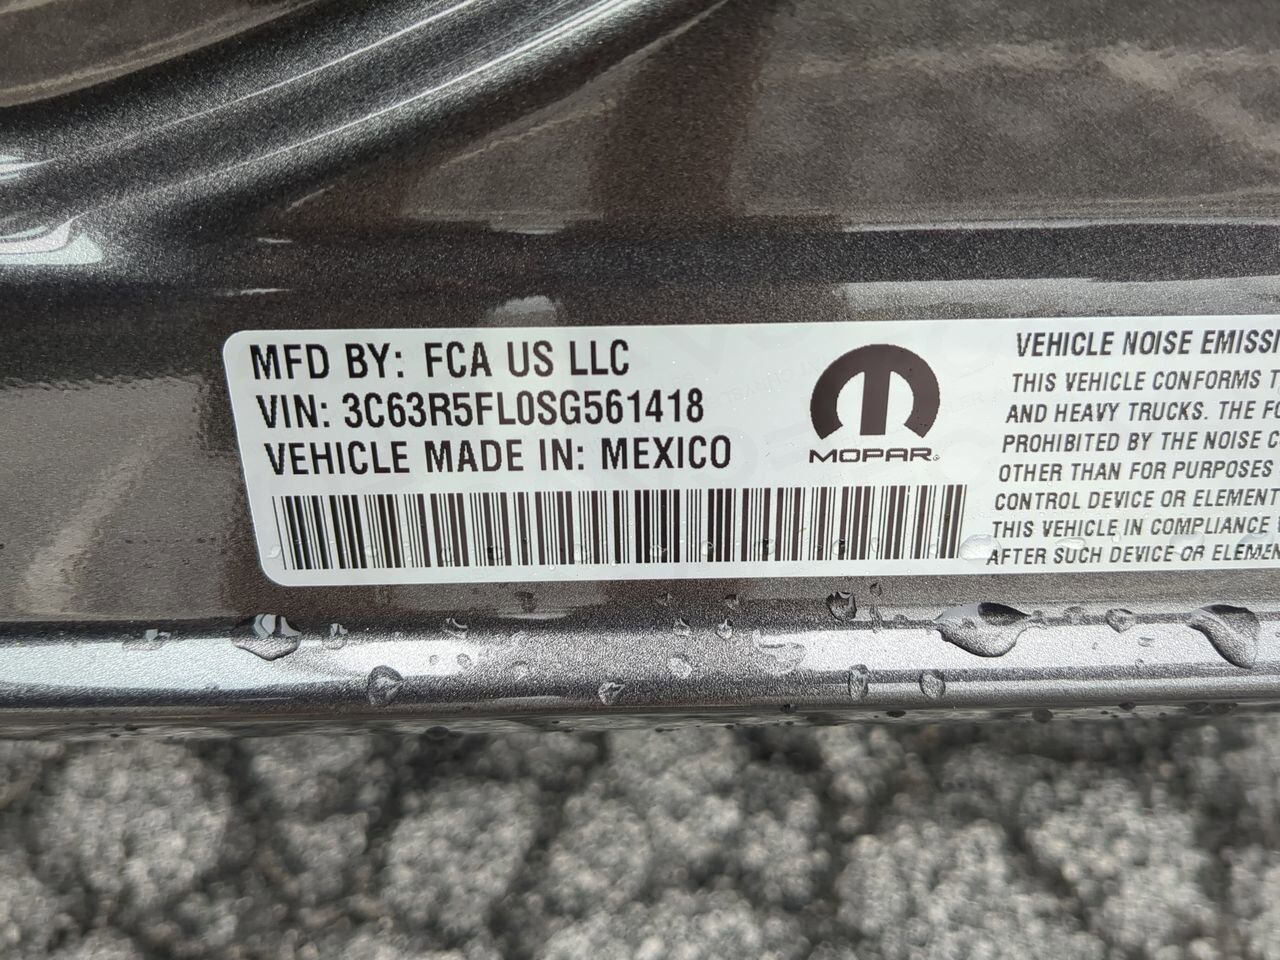 MFD BY: FCA US LLC
VIN: 3C63R5FL0SG561418
VEHICLE MADE IN: MEXICO
MOPAR®
VEHICLE NOISE EMISSI
THIS VEHICLE CONFORMS T
AND HEAVY TRUCKS. THE FO
PROHIBITED BY THE NOISE C
OTHER THAN FOR PURPOSES
CONTROL DEVICE OR ELEMENT
THIS VEHICLE IN COMPLIANCE
AFTER SUCH DEVICE OR ELEMEN